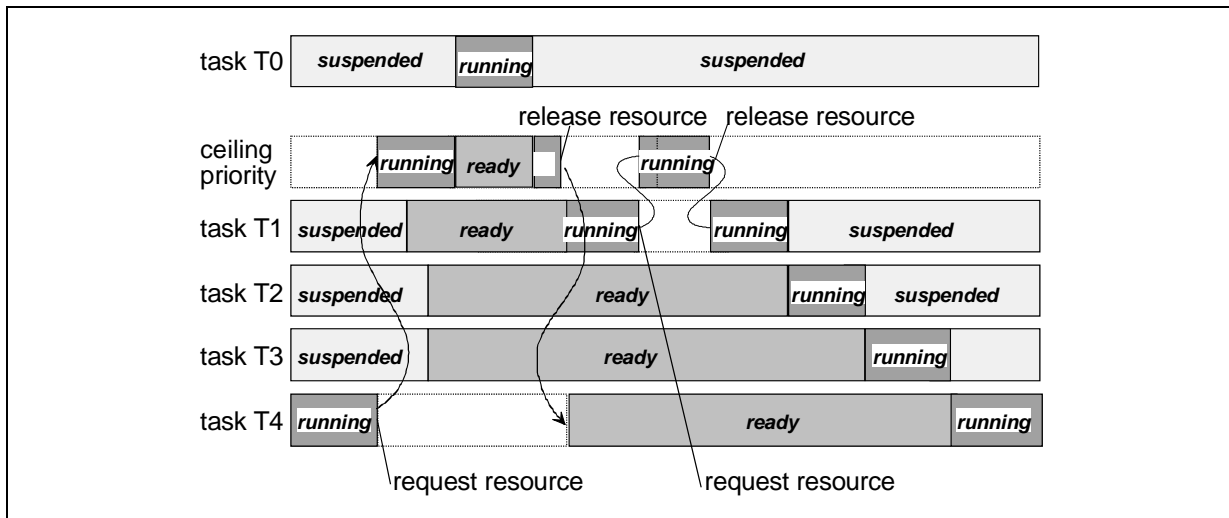 task T0 suspended running suspended
release resource release resource
ceiling priority running ready running
task T1 suspended ready running running suspended
task T2 suspended ready running suspended
task T3 suspended ready running
task T4 running ready running
request resource request resource